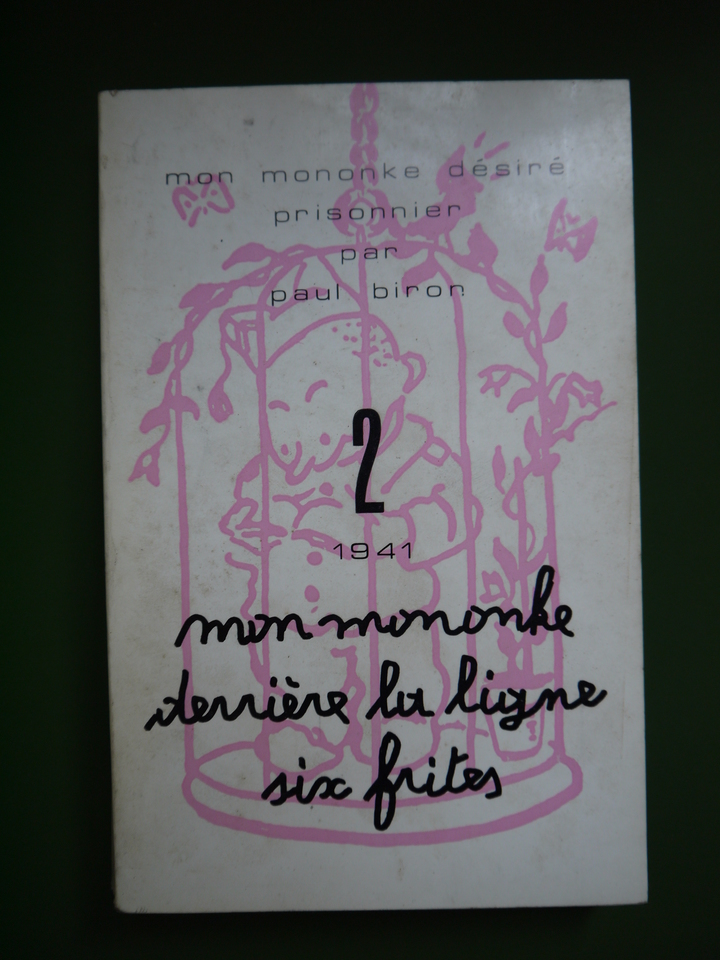 mon mononke désiré
prisonnier
par
paul biron
2
1941
mon mononke
derrière la ligne
six frites